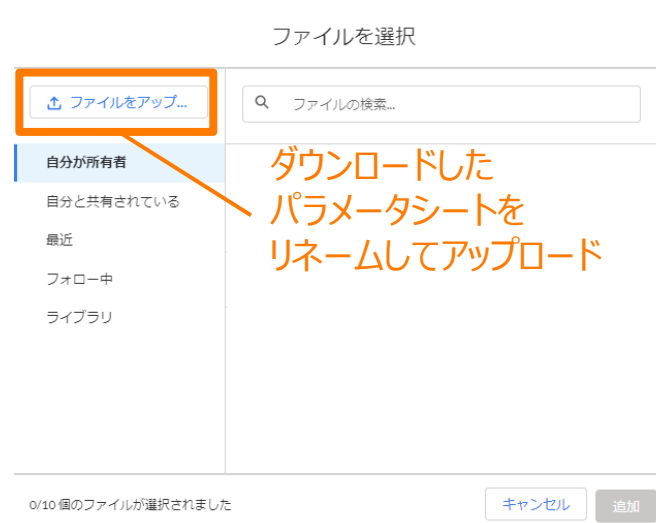 ファイルを選択
ファイルをアップ...
ファイルの検索...
自分が所有者
自分と共有されている
最近
フォロー中
ライブラリ
ダウンロードした
パラメータシートを
リネームしてアップロード
0/10 個のファイルが選択されました
キャンセル
追加